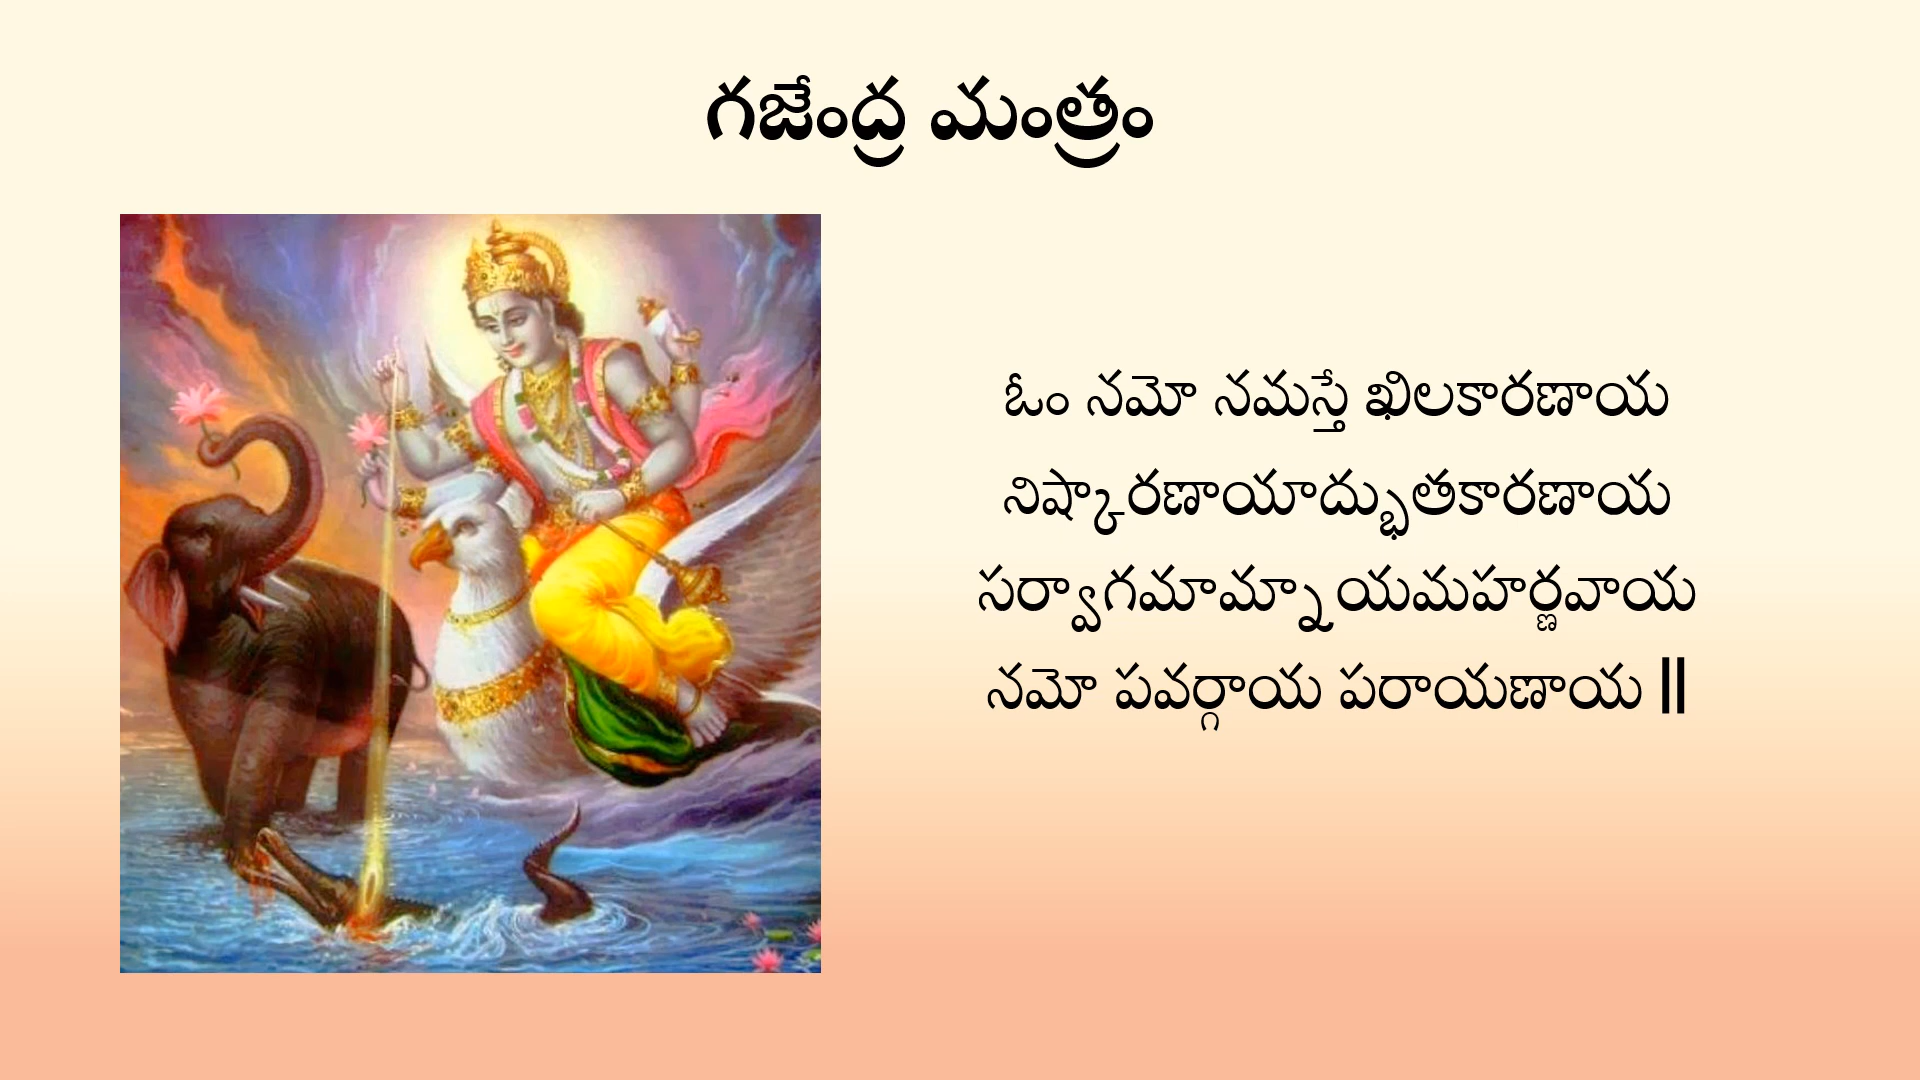 గజేంద్ర మంత్రం
ఓం నమో నమస్తే ఖిలకారణాయ
నిష్కారణాయాద్భుతకారణాయ
సర్వాగమామ్నాయమహర్ణవాయ
నమో పవర్గాయ పరాయణాయ ||